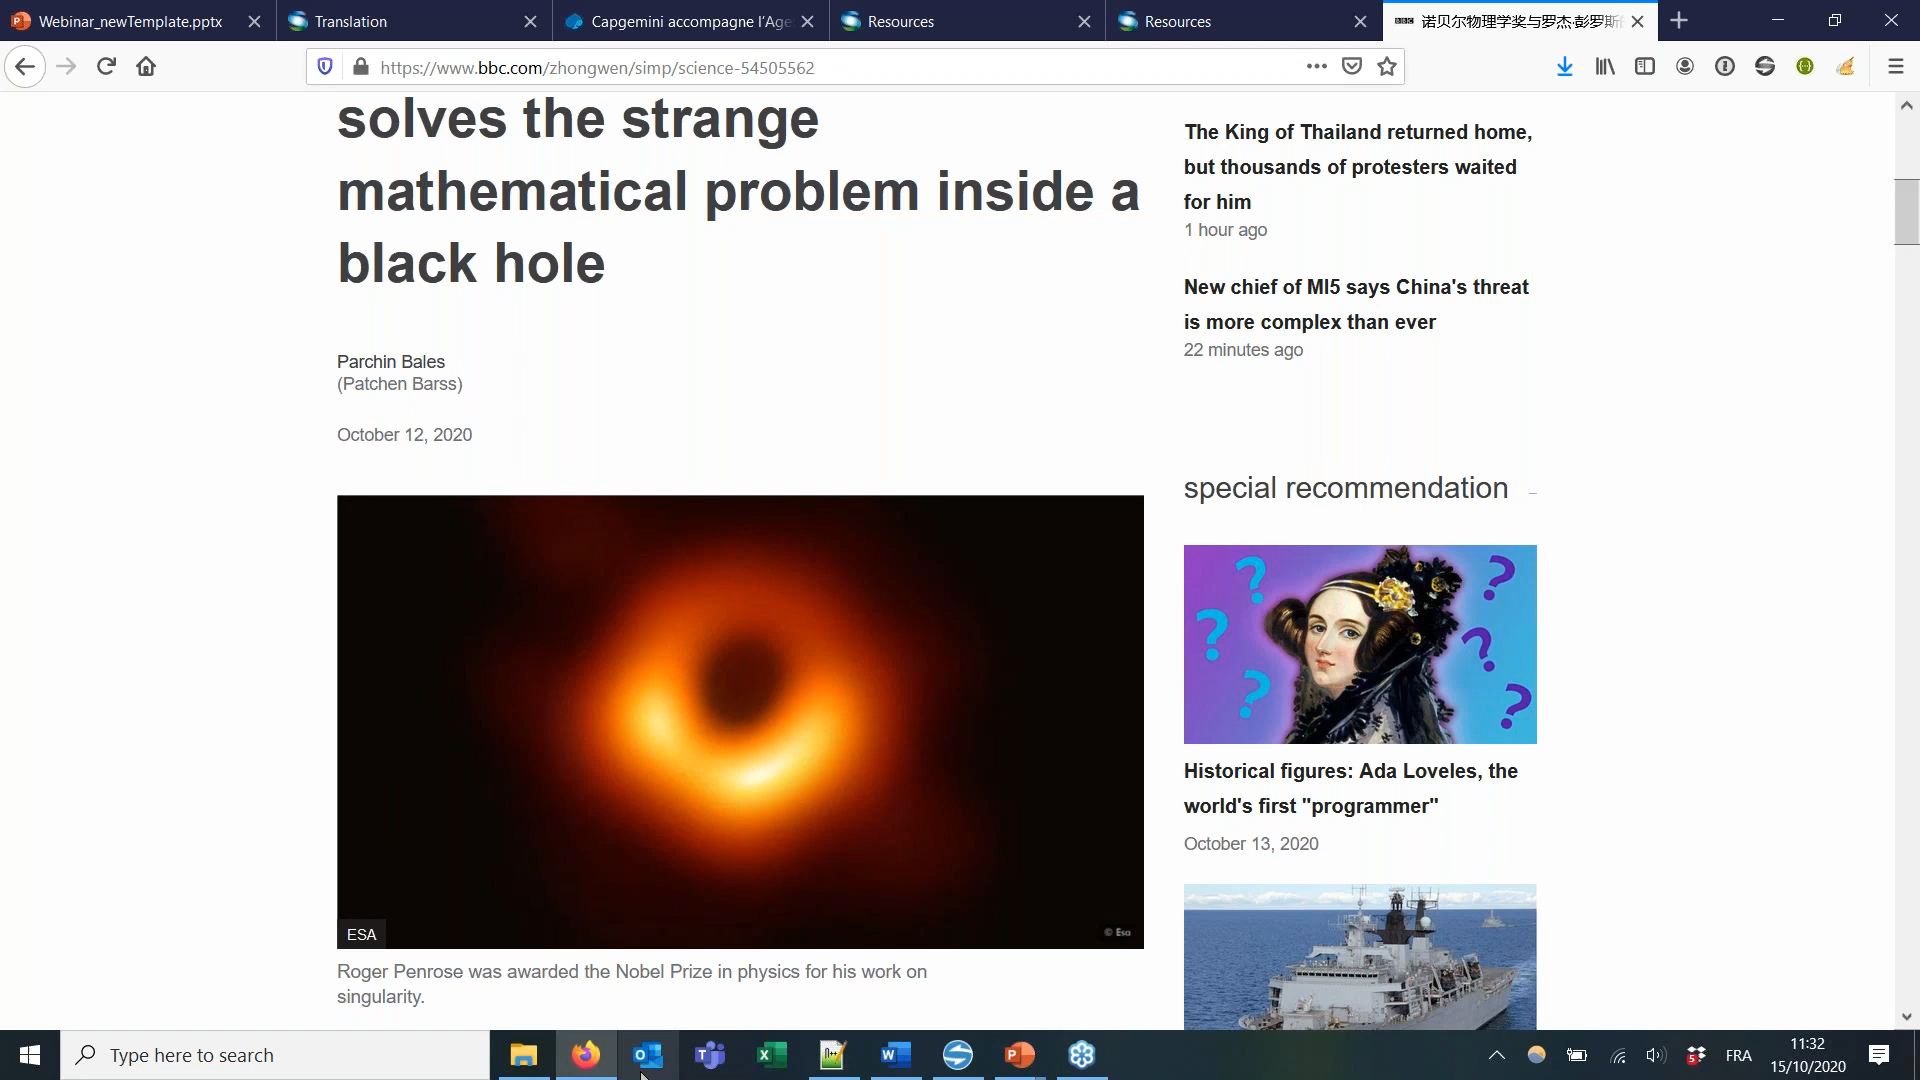 Webinar_newTemplate.pptx
Translation
Capgemini accompagne l'Age
Resources
Resources
BBC 诺贝尔物理学奖与罗杰·彭罗斯
https://www.bbc.com/zhongwen/simp/science-54505562
solves the strange
mathematical problem inside a
black hole
Parchin Bales
(Patchen Barss)
October 12, 2020
ESA
© Esa
Roger Penrose was awarded the Nobel Prize in physics for his work on
singularity.
The King of Thailand returned home,
but thousands of protesters waited
for him
1 hour ago
New chief of MI5 says China's threat
is more complex than ever
22 minutes ago
special recommendation
Historical figures: Ada Loveles, the
world's first "programmer"
October 13, 2020
Type here to search
5
FRA
11:32
15/10/2020